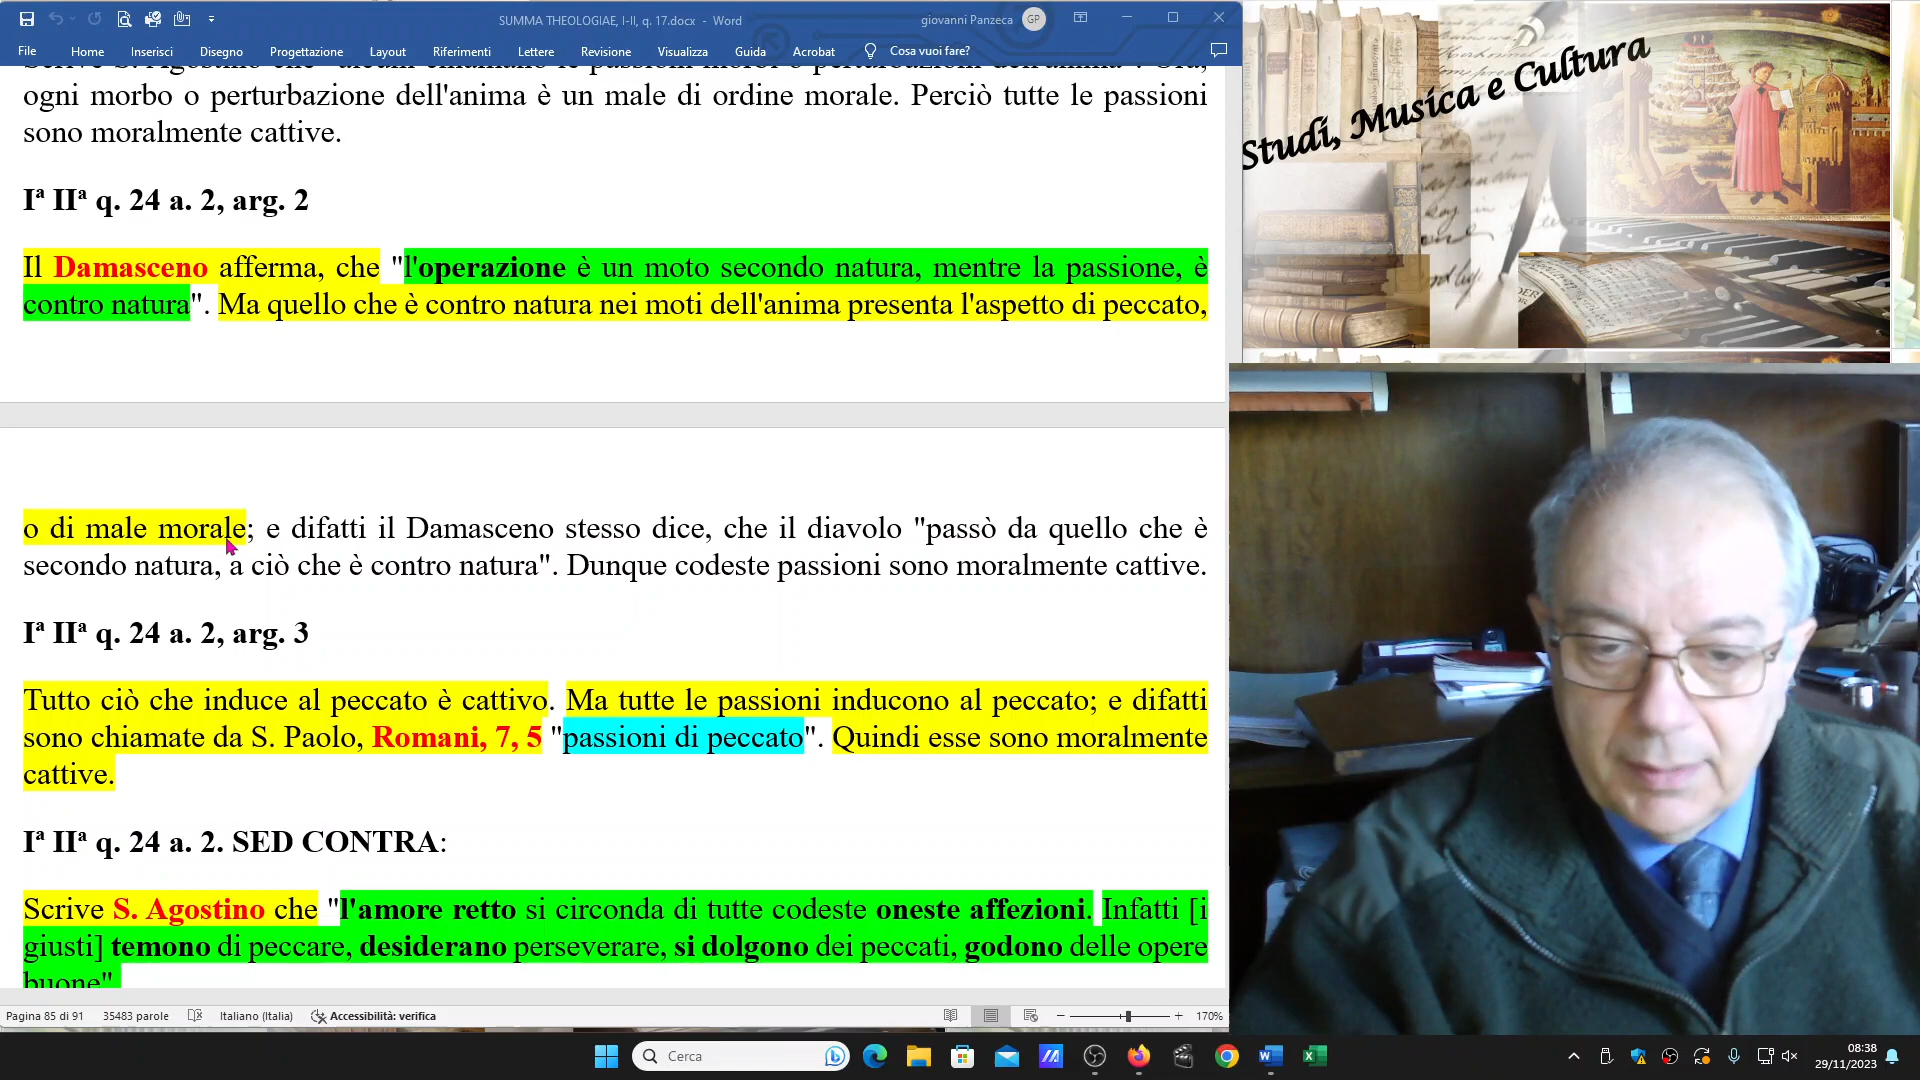 SUMMA THEOLOGIAE, I-II, q. 17.docx - Word
giovanni Panzeca
GP
File
Home
Inserisci
Disegno
Progettazione
Layout
Riferimenti
Lettere
Revisione
Visualizza
Guida
Acrobat
Cosa vuoi fare?
ogni morbo o perturbazione dell'anima è un male di ordine morale. Perciò tutte le passioni
sono moralmente cattive.
Iª IIª q. 24 a. 2, arg. 2
Il Damasceno afferma, che "l'operazione è un moto secondo natura, mentre la passione, è
contro natura". Ma quello che è contro natura nei moti dell'anima presenta l'aspetto di peccato,
o di male morale; e difatti il Damasceno stesso dice, che il diavolo "passò da quello che è
secondo natura, a ciò che è contro natura". Dunque codeste passioni sono moralmente cattive.
Iª IIª q. 24 a. 2, arg. 3
Tutto ciò che induce al peccato è cattivo. Ma tutte le passioni inducono al peccato; e difatti
sono chiamate da S. Paolo, Romani, 7, 5 "passioni di peccato". Quindi esse sono moralmente
cattive.
Iª IIª q. 24 a. 2. SED CONTRA:
Scrive S. Agostino che "l'amore retto si circonda di tutte codeste oneste affezioni. Infatti [i
giusti] temono di peccare, desiderano perseverare, si dolgono dei peccati, godono delle opere
buone".
Pagina 85 di 91
35483 parole
Italiano (Italia)
Accessibilità: verifica
170%
Studi, Musica e Cultura
Cerca
08:38
29/11/2023